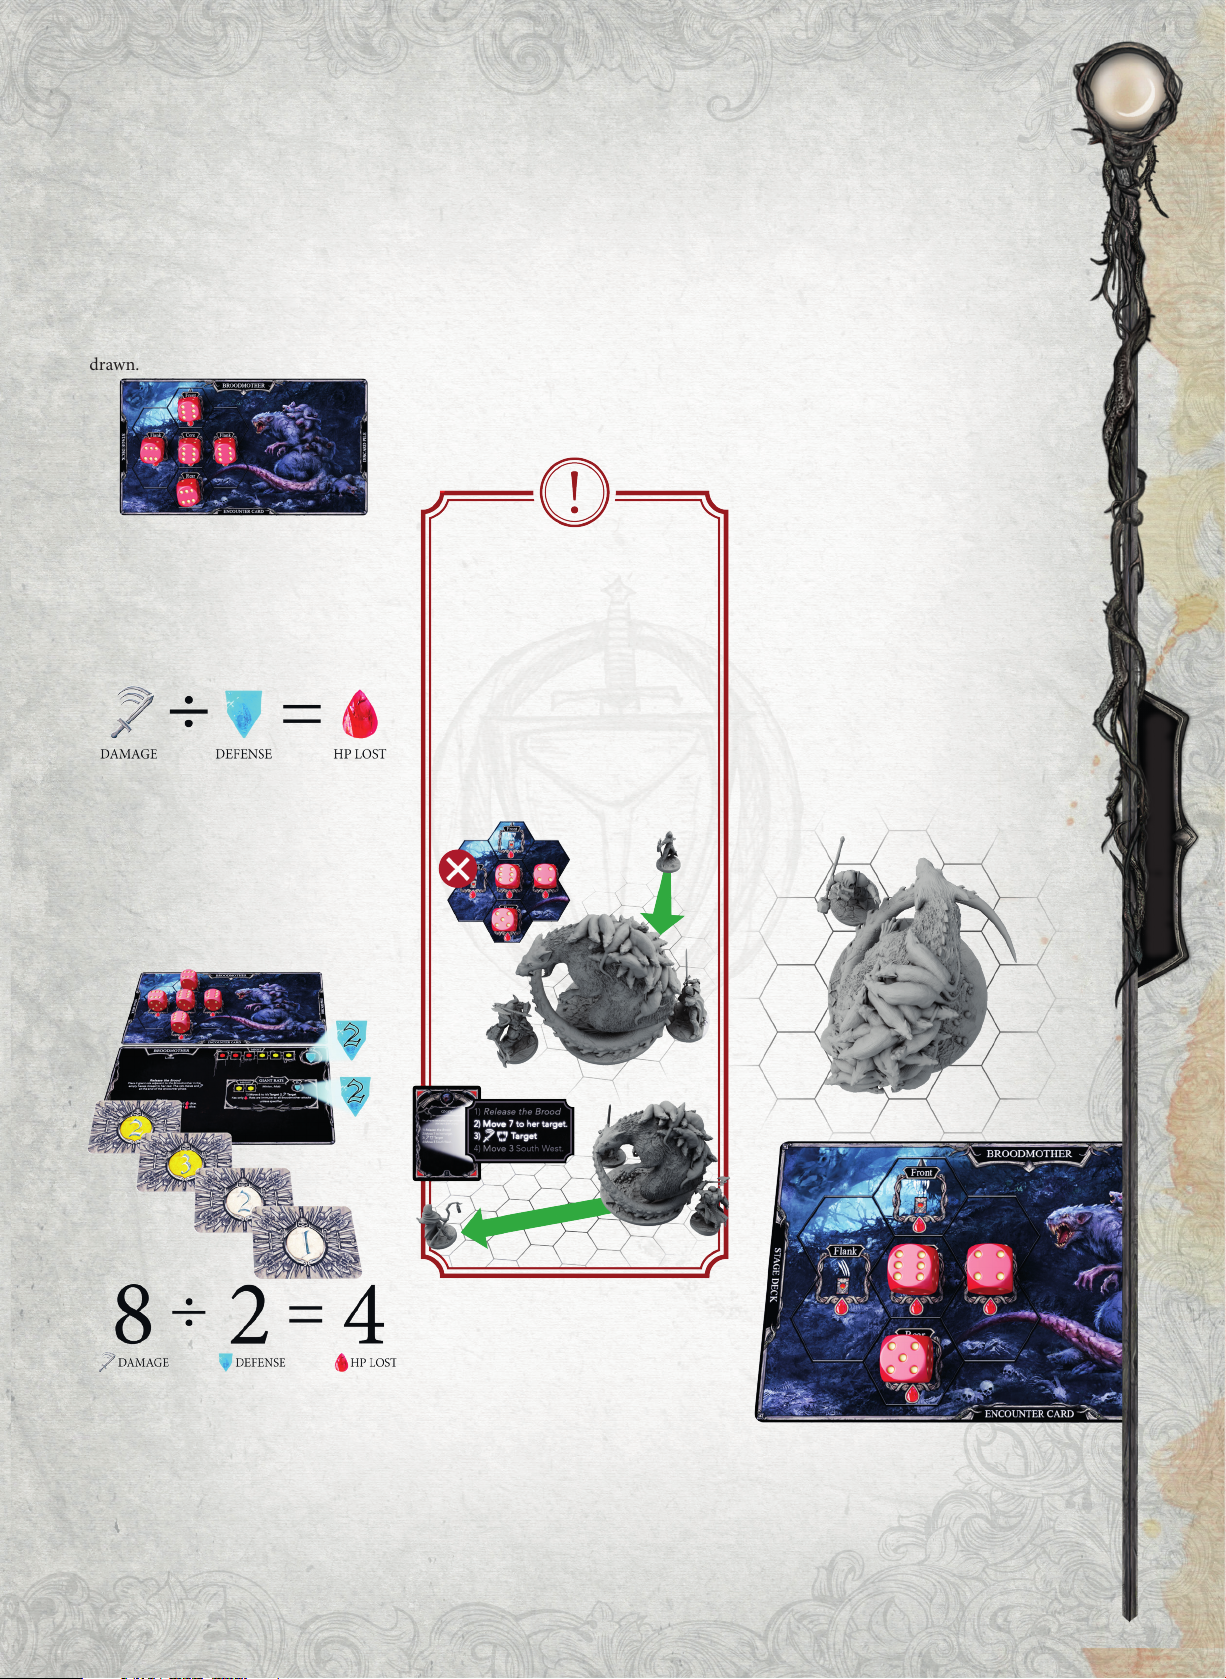 drawn.
BROODMOTHER
Front
Flank
Core
Flank
Rear
ENCOUNTER CARD
!
DAMAGE
÷
DEFENSE
=
HP LOST
Front
BROODMOTHER
BROODMOTHER
Release the Brood
GIANT RATS
2
2
2
3
2
1
1) Release the Brood
2) Move 7 to her target.
3) Target
4) Move 3 South West.
8 ÷ 2 = 4
DAMAGE DEFENSE HP LOST
BROODMOTHER
Front
Flank
STAGE DECK
Rear
ENCOUNTER CARD